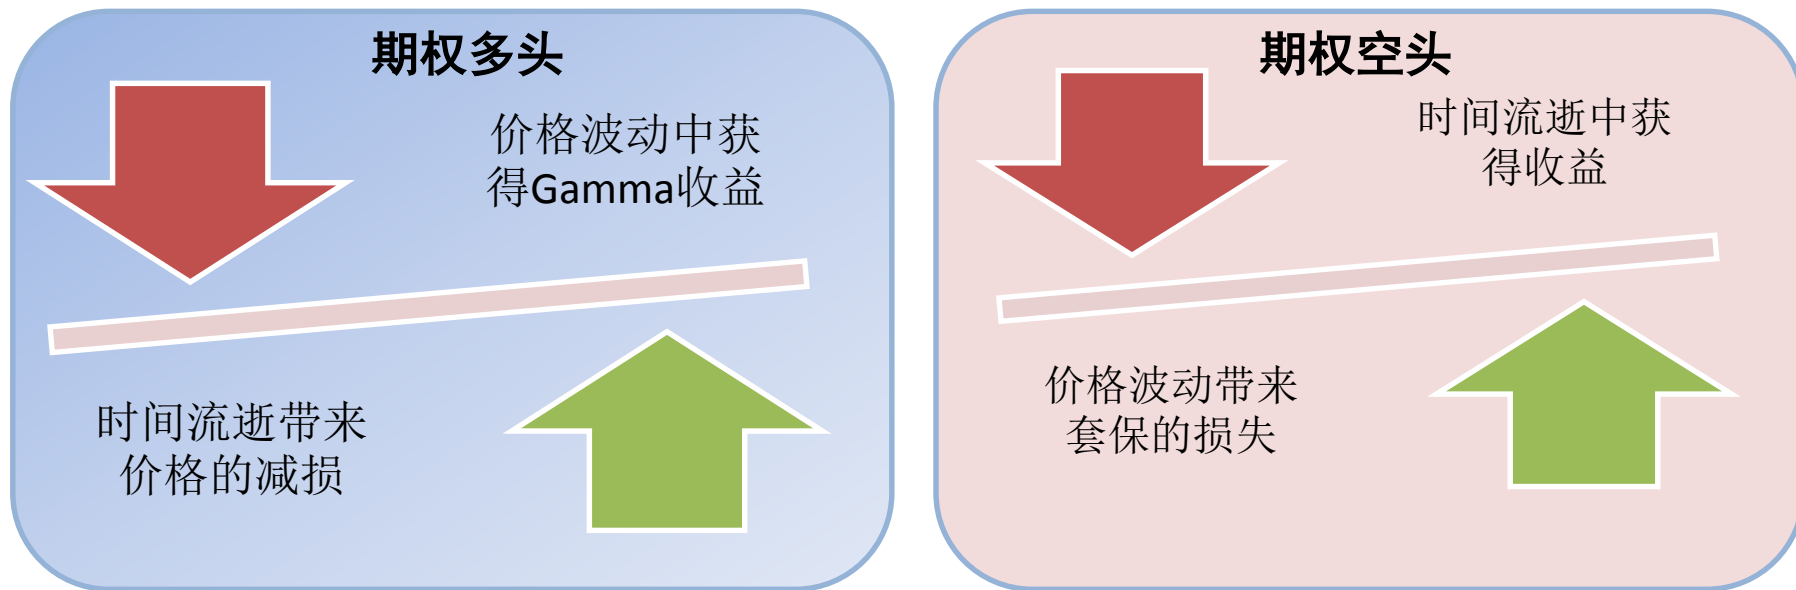 期权多头
价格波动中获
得Gamma收益
时间流逝带来
价格的减损
期权空头
时间流逝中获
得收益
价格波动带来
套保的损失